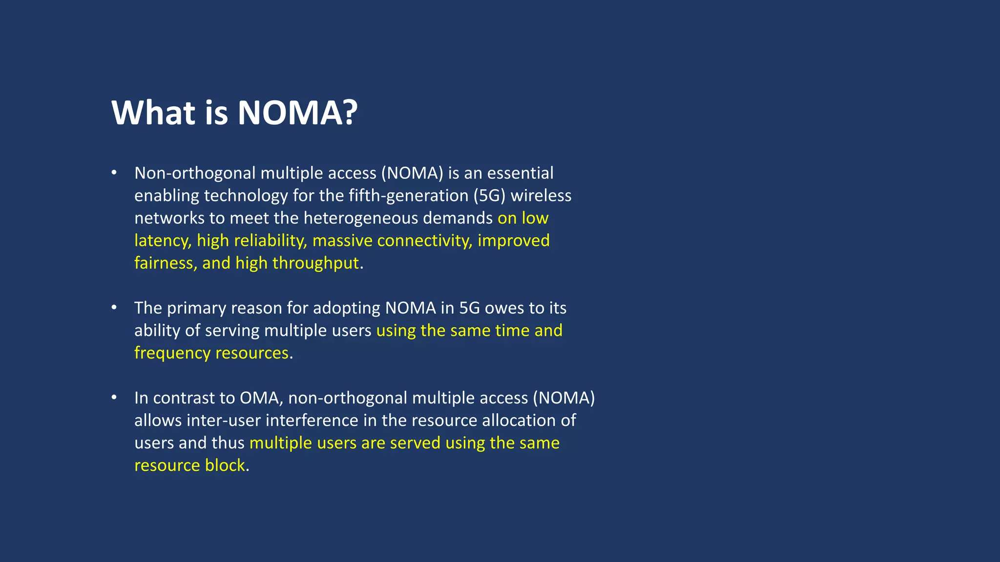 What is NOMA?
• Non-orthogonal multiple access (NOMA) is an essential
enabling technology for the fifth-generation (5G) wireless
networks to meet the heterogeneous demands on low
latency, high reliability, massive connectivity, improved
fairness, and high throughput.
• The primary reason for adopting NOMA in 5G owes to its
ability of serving multiple users using the same time and
frequency resources.
• In contrast to OMA, non-orthogonal multiple access (NOMA)
allows inter-user interference in the resource allocation of
users and thus multiple users are served using the same
resource block.